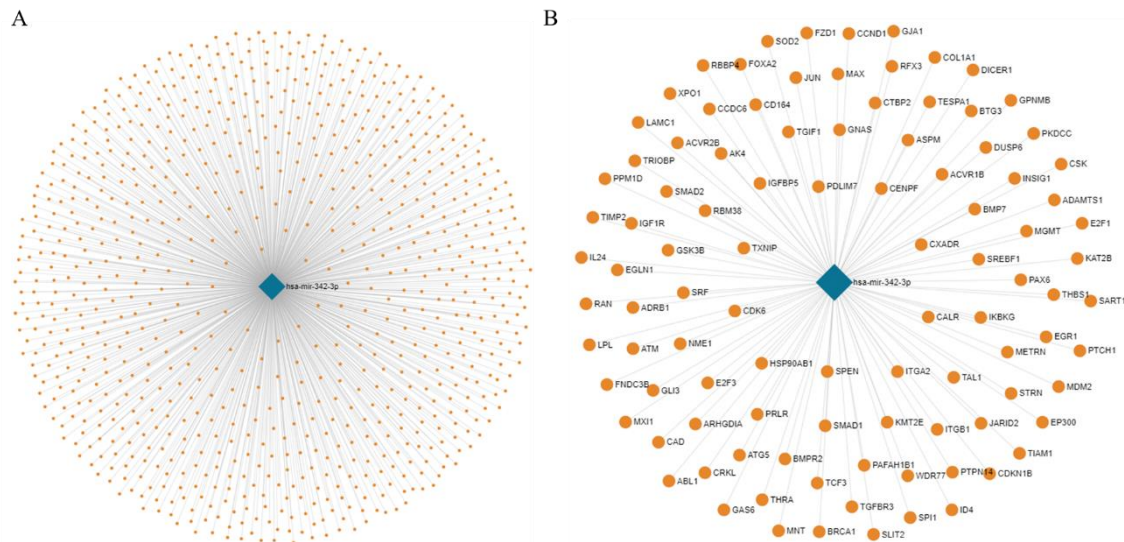 A
B
hsa-mir-342-3p
FZD1
CCND1
GJA1
SOD2
RBBP4
FOXA2
JUN
MAX
RFX3
COL1A1
DICER1
XPO1
CCDC6
CD164
CTBP2
TESPA1
BTG3
GPNMB
LAMC1
TGIF1
GNAS
ASPM
PKDCC
ACVR2B
AK4
DUSP6
TRIOBP
CSK
PPM1D
SMAD2
IGFBP5
PDLIM7
CENPF
ACVR1B
INSIG1
ADAMTS1
TIMP2
IGF1R
RBM38
BMP7
MGMT
E2F1
IL24
GSK3B
TXNIP
CXADR
SREBF1
KAT2B
EGLN1
hsa-mir-342-3p
PAX6
RAN
ADRB1
SRF
CDK6
THBS1
SART1
CALR
IKBKG
EGR1
LPL
ATM
NME1
METRN
PTCH1
HSP90AB1
SPEN
ITGA2
TAL1
FNDC3B
GLI3
E2F3
STRN
MDM2
MXI1
ARHGDIA
PRLR
SMAD1
KMT2E
ITGB1
JARID2
EP300
CAD
ATG5
BMPR2
PAFAH1B1
TIAM1
ABL1
CRKL
TCF3
WDR77
PTPN14
CDKN1B
GAS6
THRA
TGFBR3
SPI1
ID4
MNT
BRCA1
SLIT2